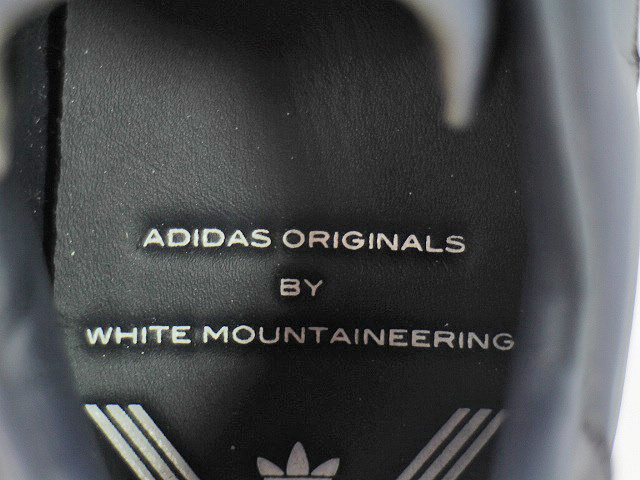 ADIDAS ORIGINALS
BY
WHITE MOUNTAINEERING